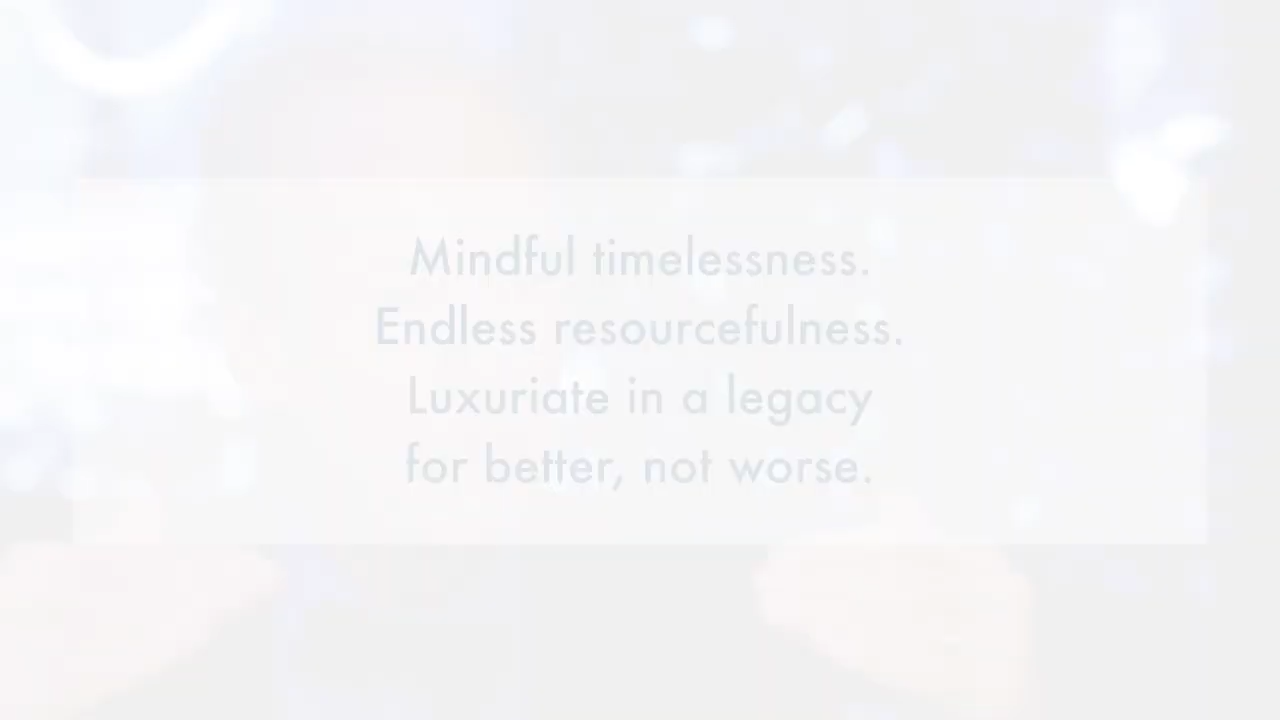 Mindful timelessness.
Endless resourcefulness.
Luxuriate in a legacy
for better, not worse.